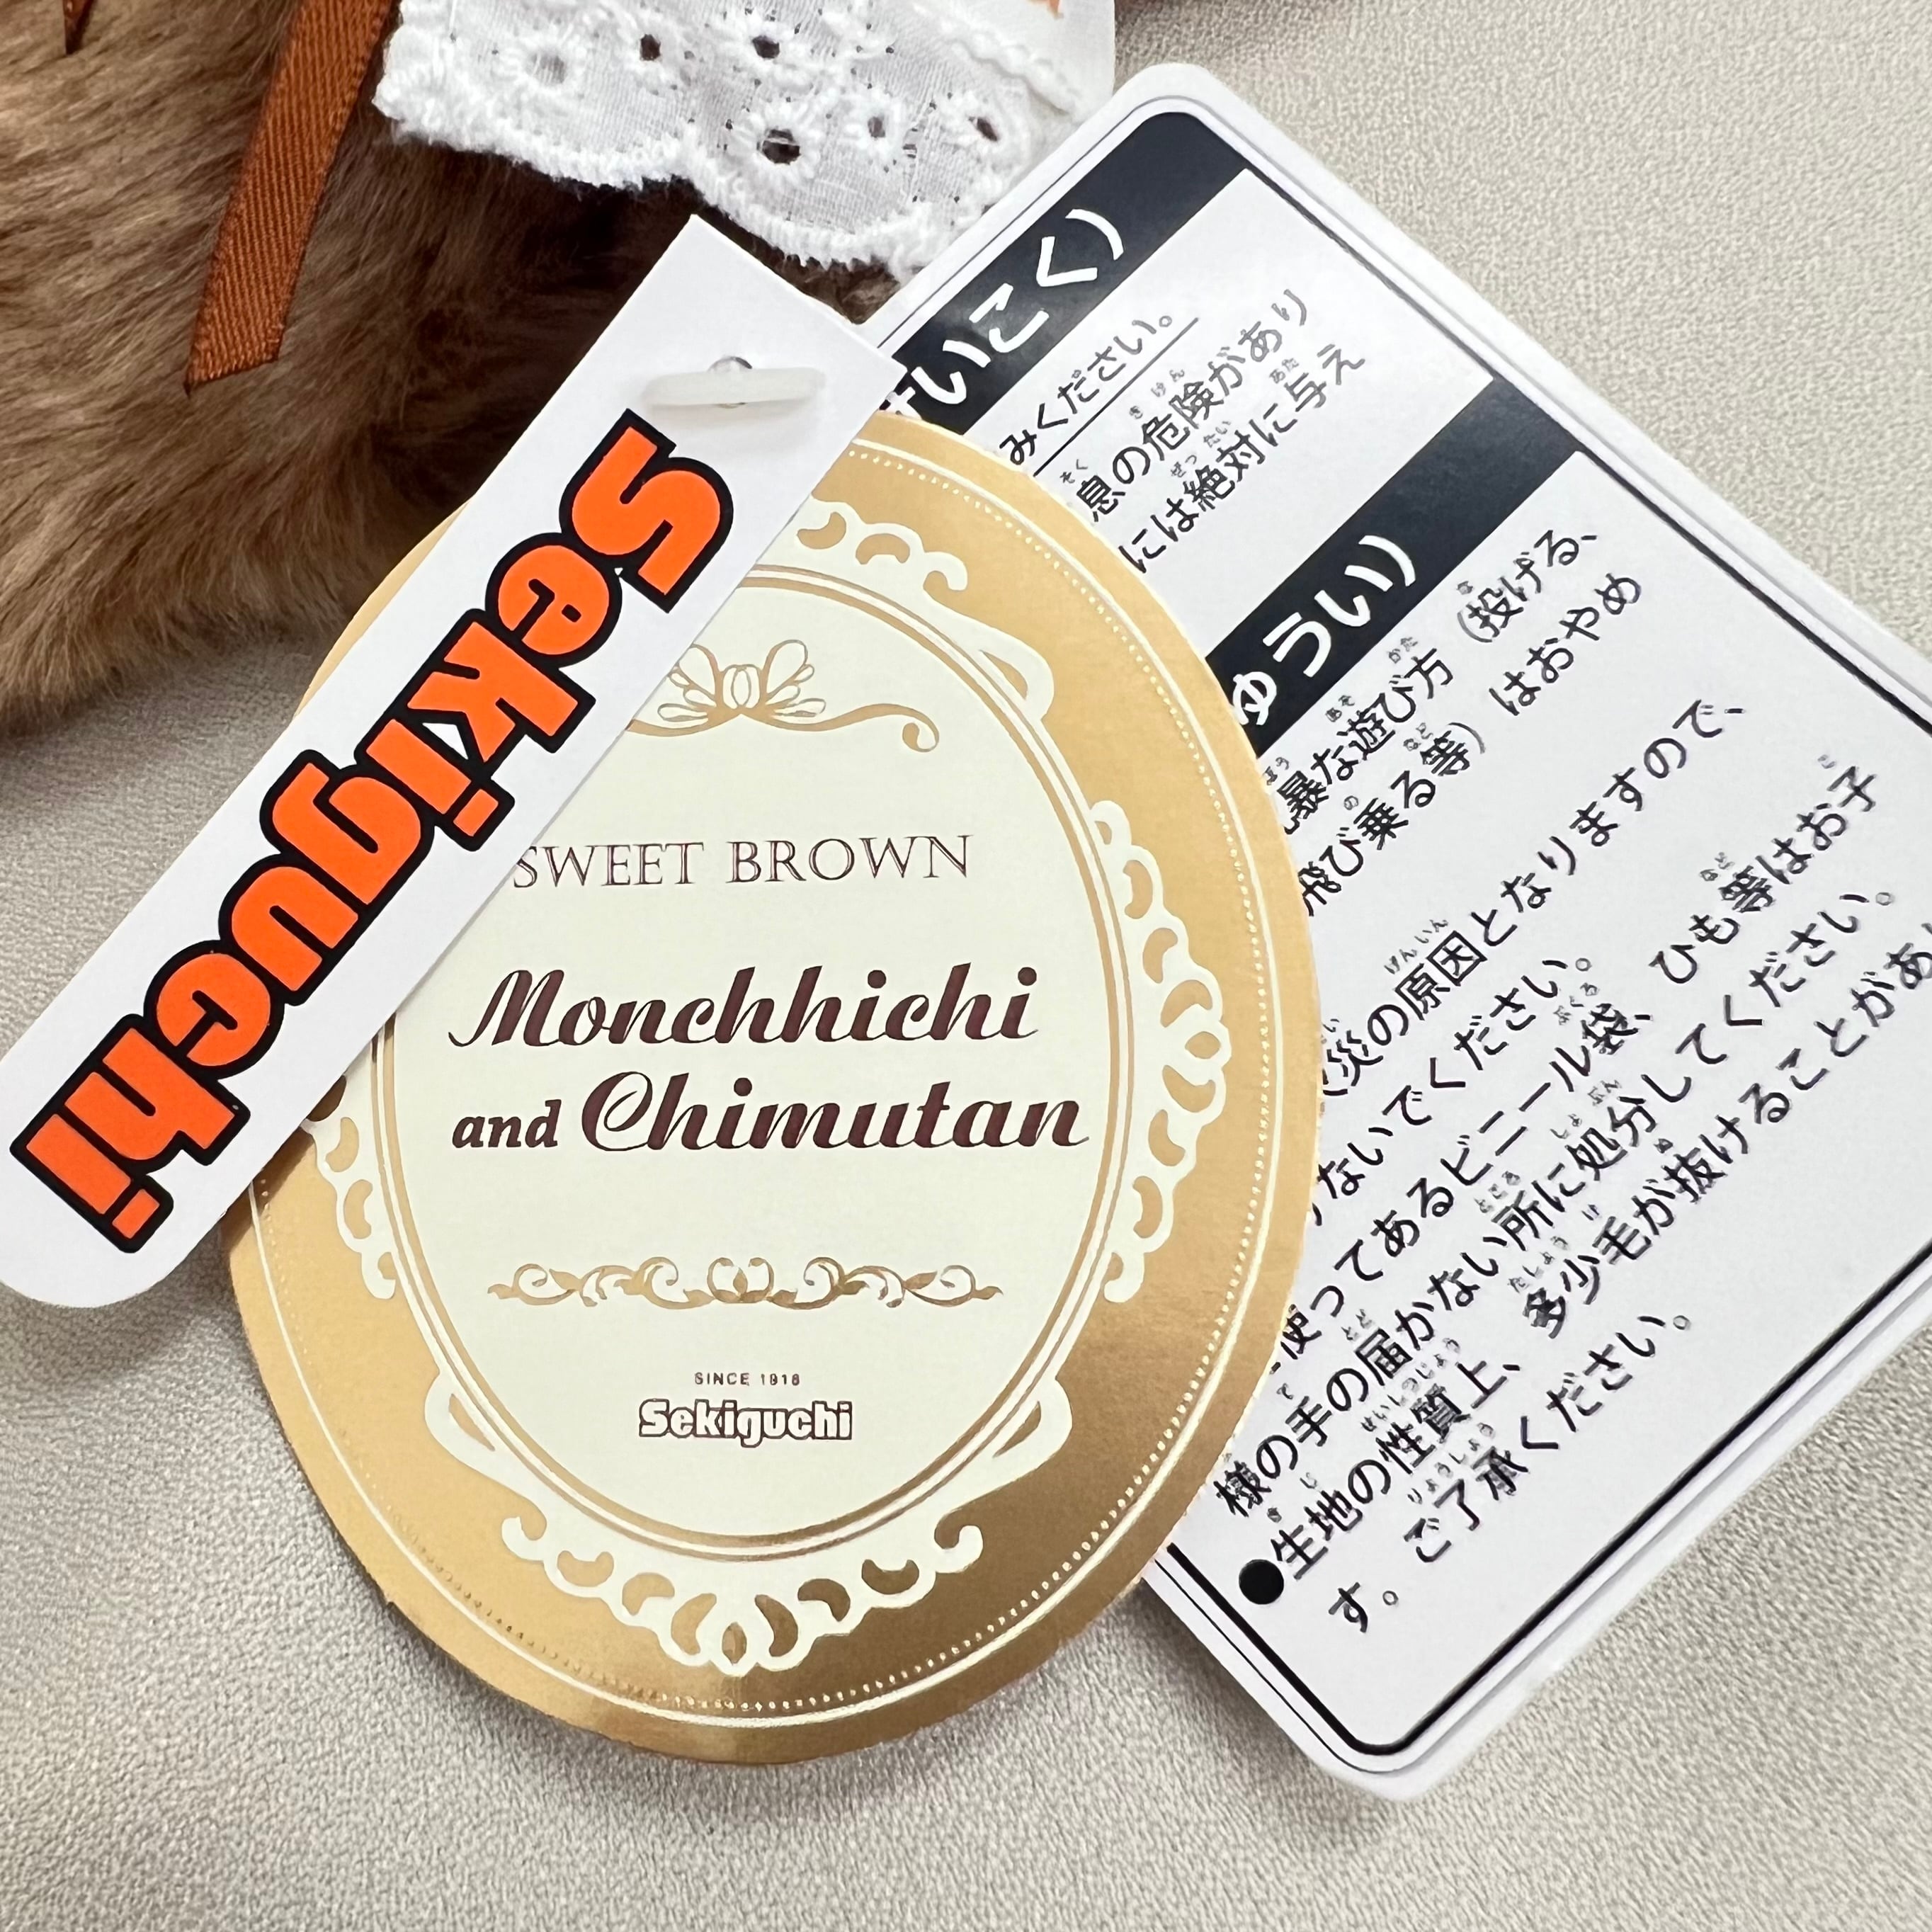 Sekiguchi
SWEET BROWN
Monchhichi
and Chimutan
SINCE 1918
Sekiguchi
いこく）
みください。
息の危険があり
には絶対に与え
ゅうい）
暴な遊び方（投げる、
飛び乗る等）はおやめ
災の原因となりますので、
ないでください。
使ってあるビニール袋、ひも等はお子
様の手の届かない所に処分してください。
●生地の性質上、多少毛が抜けることがあ
す。ご了承ください。